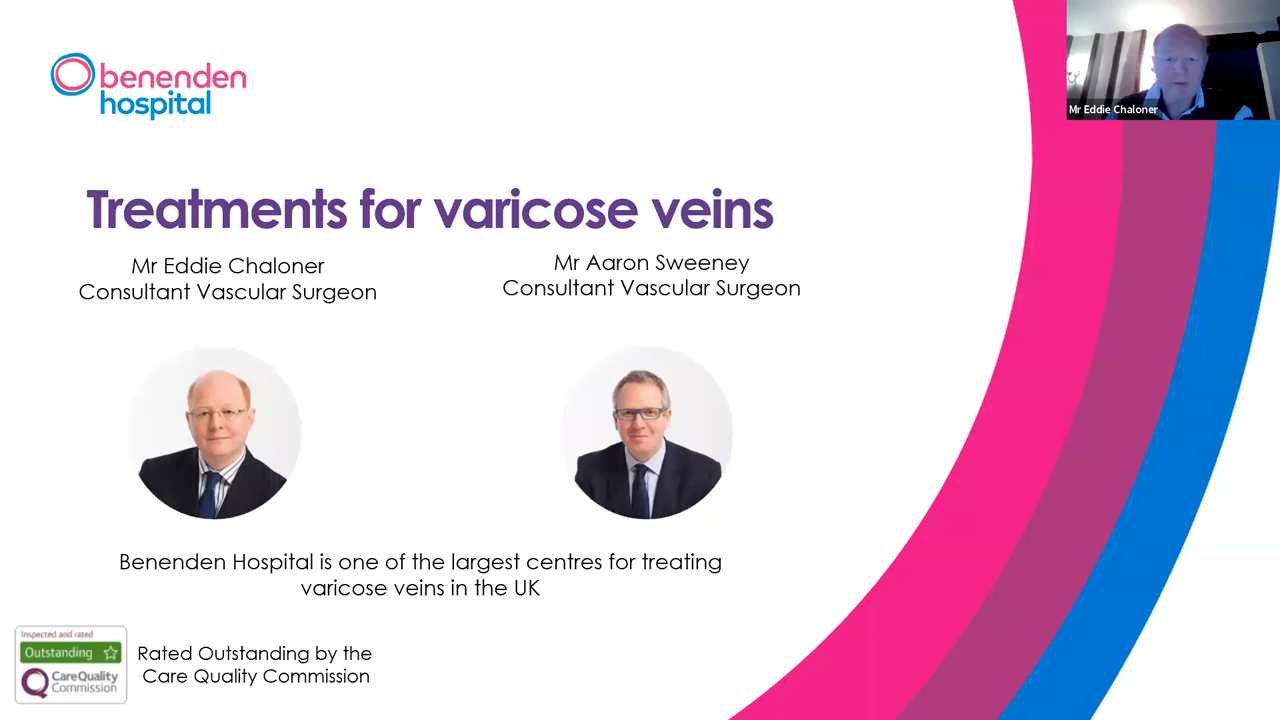 benenden
hospital
Mr Eddie Chaloner
Treatments for varicose veins
Mr Eddie Chaloner
Consultant Vascular Surgeon
Mr Aaron Sweeney
Consultant Vascular Surgeon
Benenden Hospital is one of the largest centres for treating
varicose veins in the UK
Inspected and rated
Outstanding
CareQuality
Commission
Rated Outstanding by the
Care Quality Commission